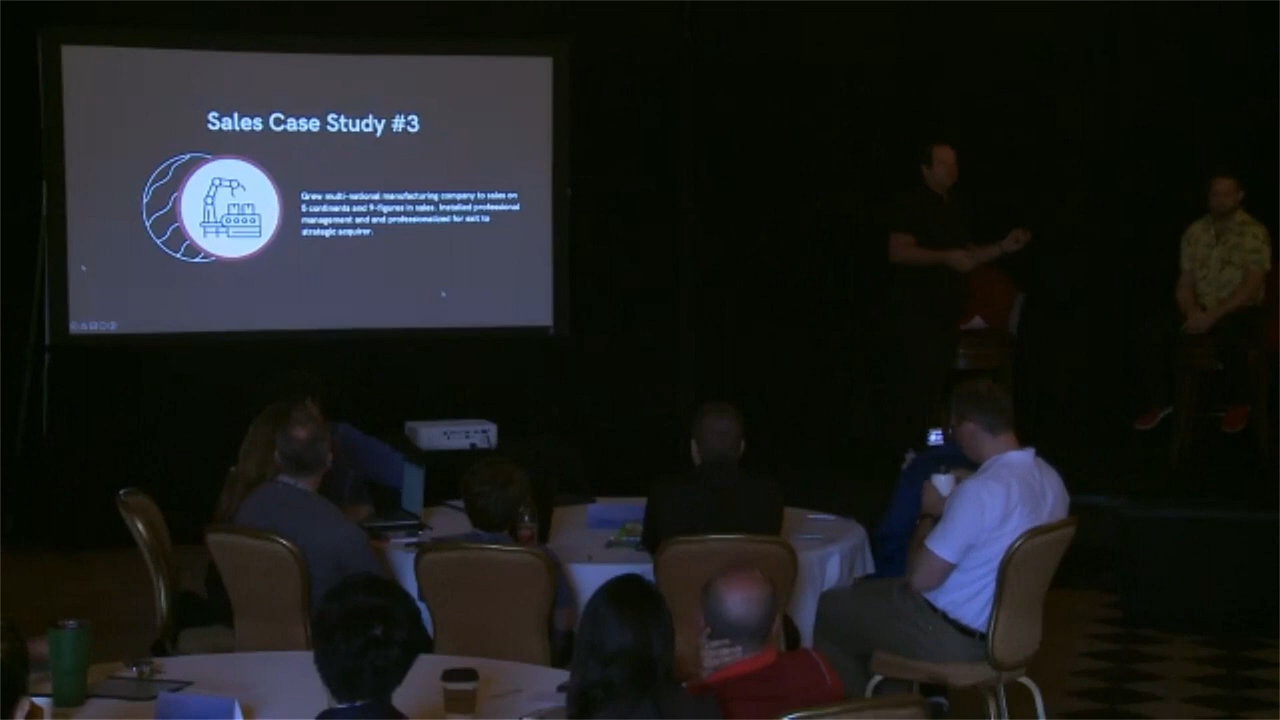 Sales Case Study #3
Grew multi-national manufacturing company to sales on
5 continents and 9-figures in sales. Installed professional
management and and professionalized for exit to
strategic acquirer.